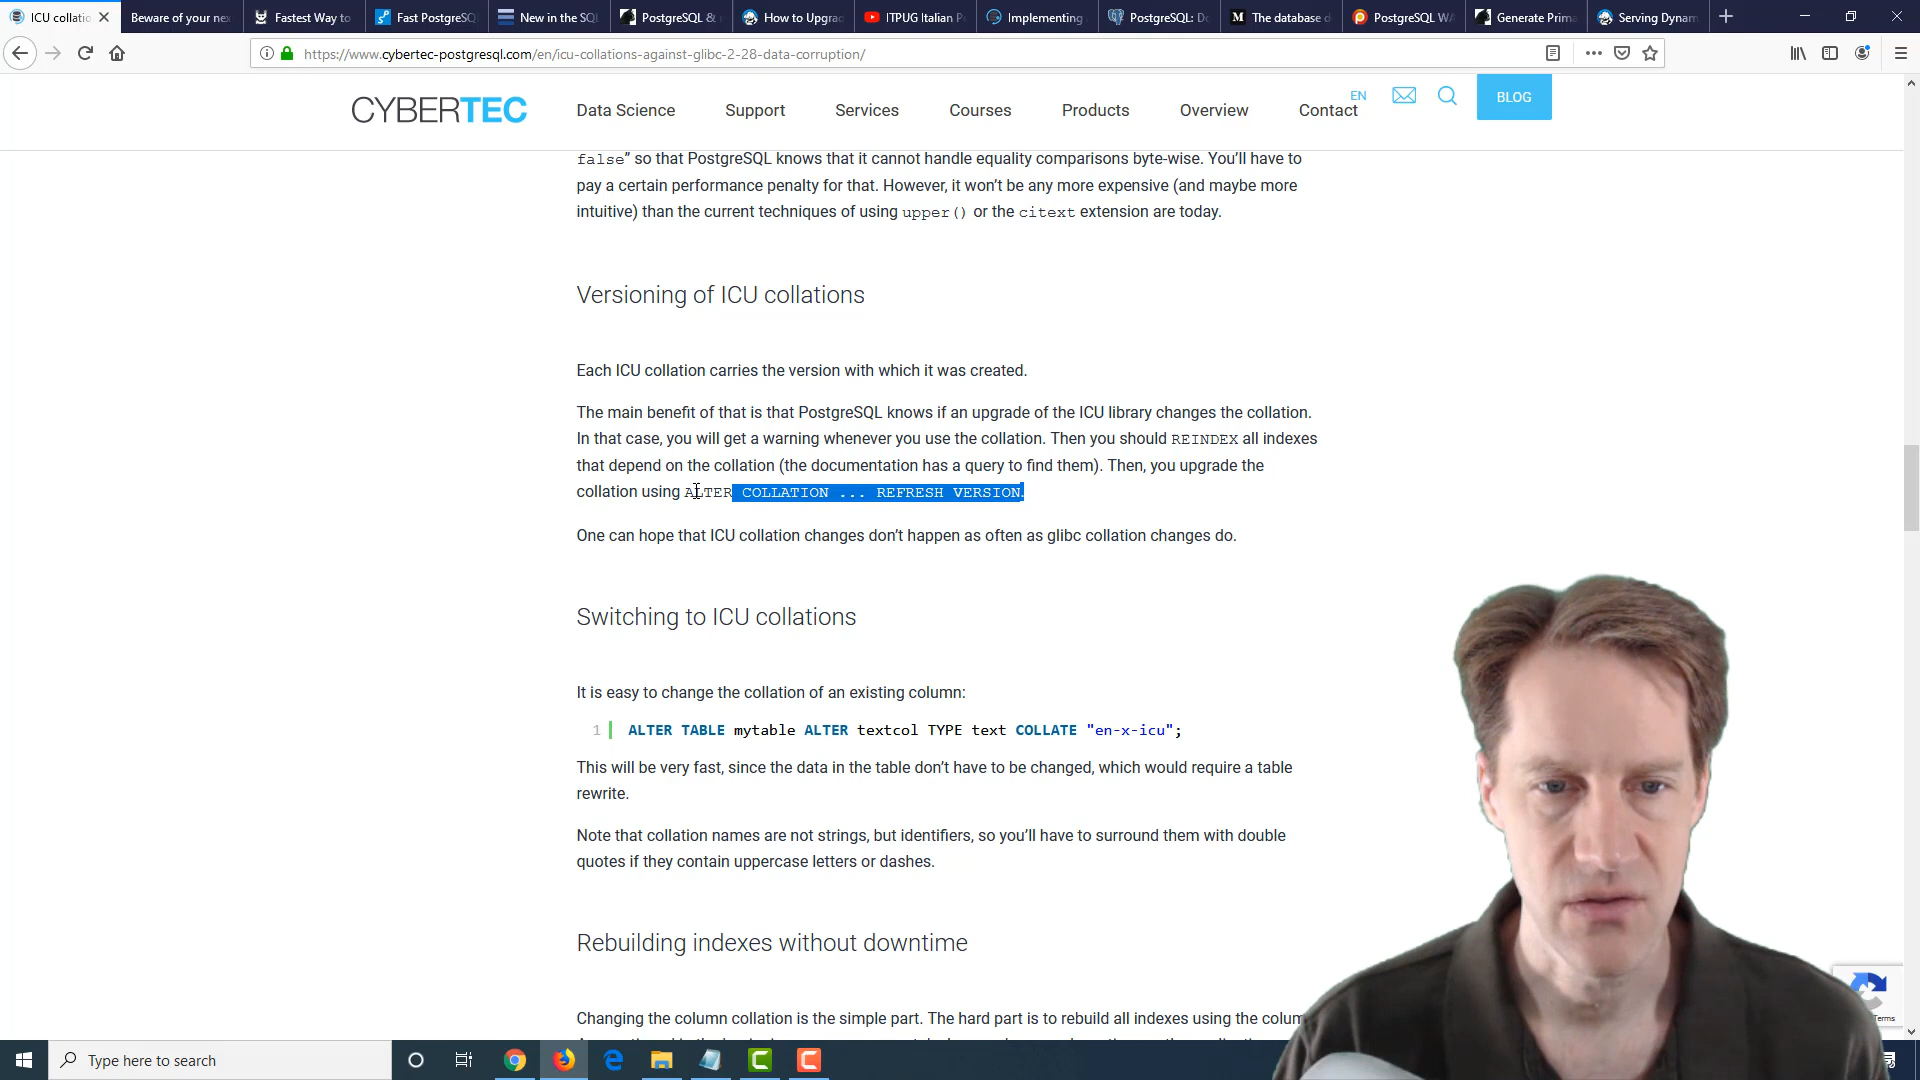 ICU collatio
Beware of your nex
Fastest Way to
Fast PostgreSQ
New in the SQL
PostgreSQL &
How to Upgrad
ITPUG Italian P
Implementing
PostgreSQL: D
The database d
PostgreSQL WA
Generate Prima
Serving Dynam
https://www.cybertec-postgresql.com/en/icu-collations-against-glibc-2-28-data-corruption/
CYBERTEC
Data Science
Support
Services
Courses
Products
Overview
Contact
EN
BLOG
false” so that PostgreSQL knows that it cannot handle equality comparisons byte-wise. You’ll have to
pay a certain performance penalty for that. However, it won’t be any more expensive (and maybe more
intuitive) than the current techniques of using upper() or the citext extension are today.
Versioning of ICU collations
Each ICU collation carries the version with which it was created.
The main benefit of that is that PostgreSQL knows if an upgrade of the ICU library changes the collation.
In that case, you will get a warning whenever you use the collation. Then you should REINDEX all indexes
that depend on the collation (the documentation has a query to find them). Then, you upgrade the
collation using ALTER COLLATION ... REFRESH VERSION.
One can hope that ICU collation changes don’t happen as often as glibc collation changes do.
Switching to ICU collations
It is easy to change the collation of an existing column:
1 ALTER TABLE mytable ALTER textcol TYPE text COLLATE "en-x-icu";
This will be very fast, since the data in the table don’t have to be changed, which would require a table
rewrite.
Note that collation names are not strings, but identifiers, so you’ll have to surround them with double
quotes if they contain uppercase letters or dashes.
Rebuilding indexes without downtime
Changing the column collation is the simple part. The hard part is to rebuild all indexes using the colum
Terms
Type here to search